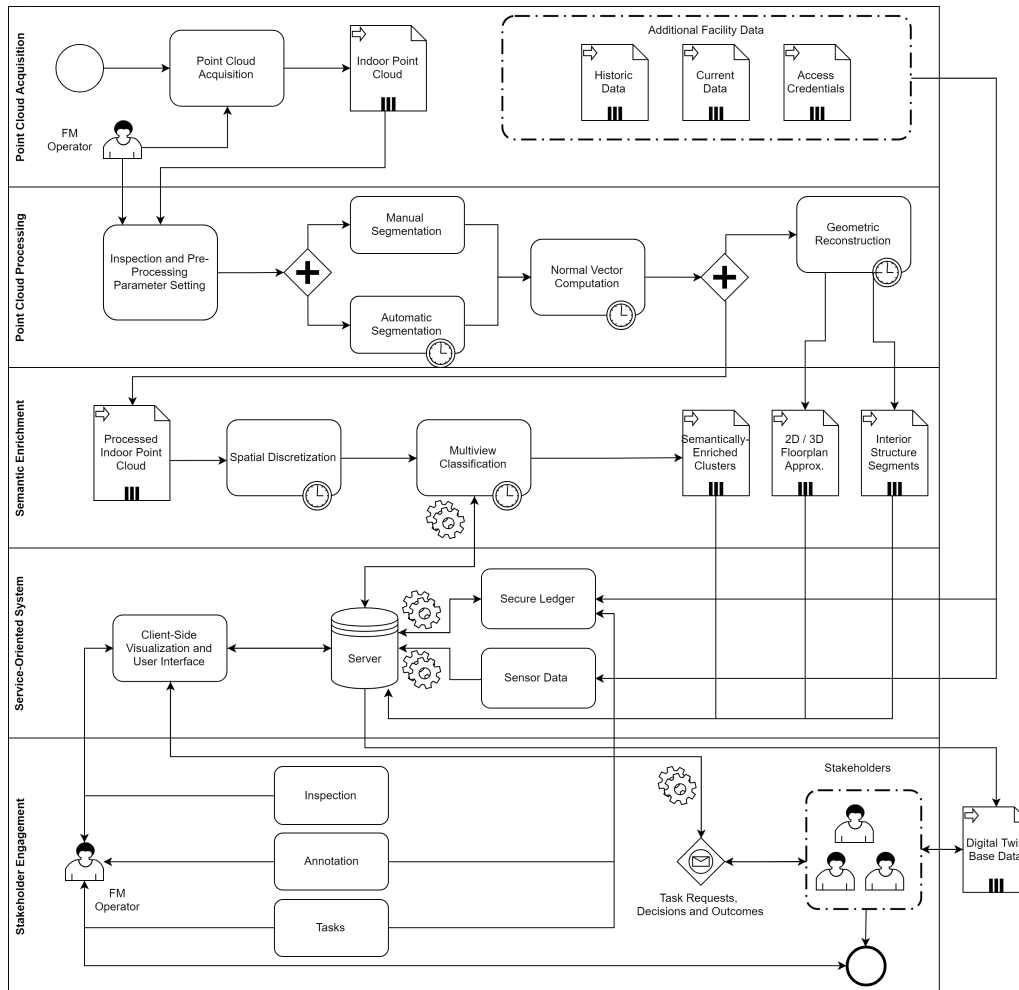 Point Cloud Acquisition
Point Cloud
Acquisition
Indoor Point
Cloud
Additional Facility Data
Historic
Data
Current
Data
Access
Credentials
FM
Operator
Point Cloud Processing
Inspection and Pre-
Processing
Parameter Setting
Manual
Segmentation
Automatic
Segmentation
Normal Vector
Computation
Geometric
Reconstruction
Semantic Enrichment
Processed
Indoor Point
Cloud
Spatial Discretization
Multiview
Classification
Semantically-
Enriched
Clusters
2D / 3D
Floorplan
Approx.
Interior
Structure
Segments
Service-Oriented System
Client-Side
Visualization and
User Interface
Server
Secure Ledger
Sensor Data
Stakeholder Engagement
Inspection
Annotation
Tasks
FM
Operator
Task Requests,
Decisions and Outcomes
Stakeholders
Digital Twi
Base Data